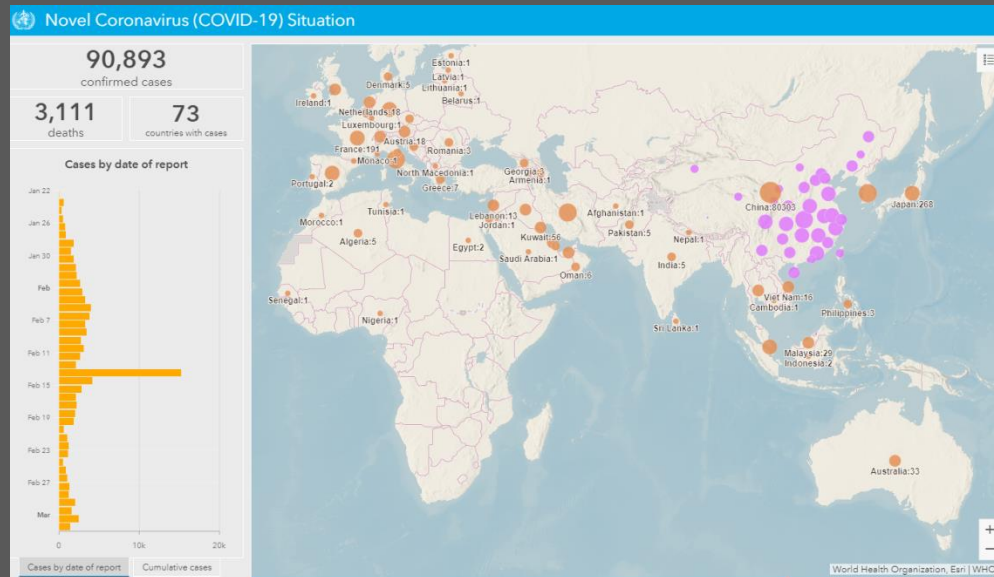 Novel Coronavirus (COVID-19) Situation
90,893
confirmed cases
3,111
deaths
73
countries with cases
Cases by date of report
Jan 22
Jan 26
Jan 30
Feb
Feb 7
Feb 11
Feb 15
Feb 19
Feb 23
Feb 27
Mar
0
10k
20k
Cases by date of report
Cumulative cases
Estonia:1
Latvia:1
Denmark:5
Lithuania:1
Ireland:1
Belarus:1
Netherlands:18
Luxembourg:1
Austria:18
France:191
Romania:3
Monaco:1
North Macedonia:1
Georgia:3
Armenia:1
Portugal:2
Greece:7
China:80303
Japan:268
Tunisia:1
Lebanon:13
Afghanistan:1
Morocco:1
Jordan:1
Pakistan:5
Algeria:5
Kuwait:56
Nepal:1
Egypt:2
Saudi Arabia:1
India:5
Oman:6
Senegal:1
Viet Nam:16
Cambodia:1
Nigeria:1
Philippines:3
Sri Lanka:1
Malaysia:29
Indonesia:2
Australia:33
+
−
World Health Organization, Esri | WHO